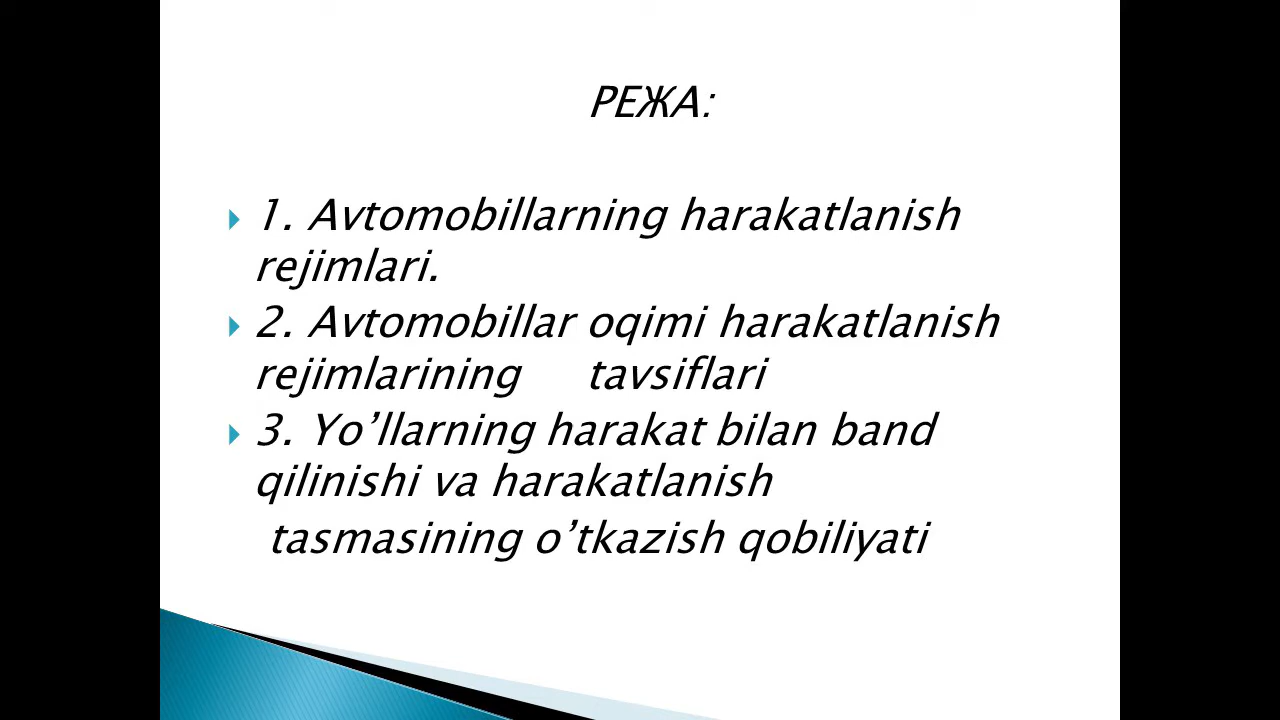 РЕЖА:
1. Avtomobillarning harakatlanish
rejimlari.
2. Avtomobillar oqimi harakatlanish
rejimlarining tavsiflari
3. Yo’llarning harakat bilan band
qilinishi va harakatlanish
tasmasining o’tkazish qobiliyati